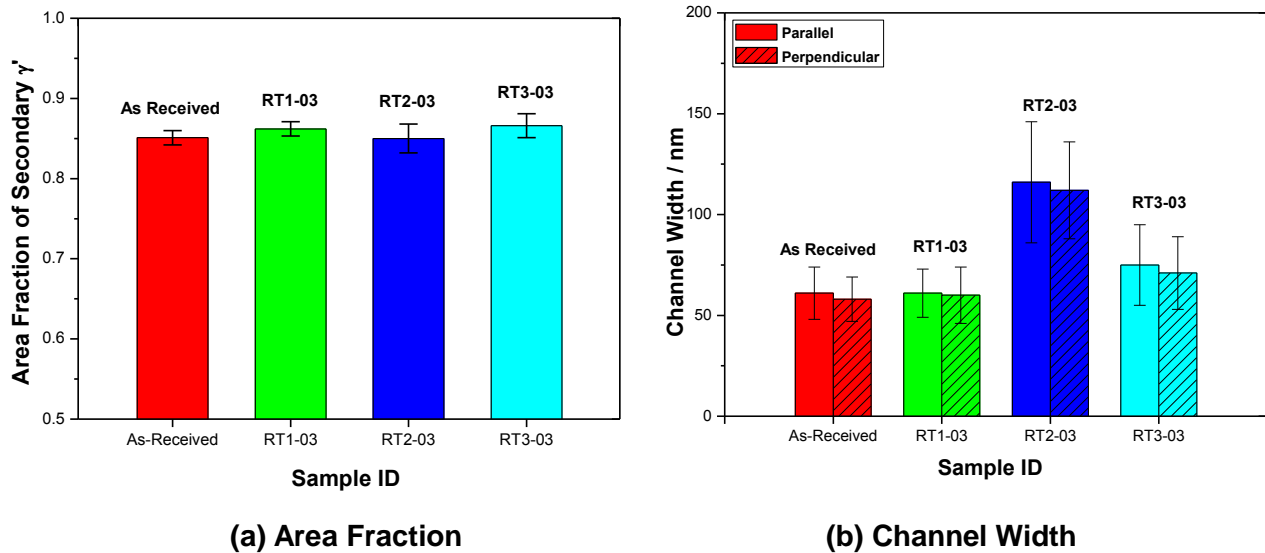 1.0
0.9
0.8
0.7
0.6
0.5
Area Fraction of Secondary γ'
As Received
RT1-03
RT2-03
RT3-03
As-Received
RT1-03
RT2-03
RT3-03
Sample ID
(a) Area Fraction
200
150
100
50
0
Channel Width / nm
Parallel
Perpendicular
As Received
RT1-03
RT2-03
RT3-03
As-Received
RT1-03
RT2-03
RT3-03
Sample ID
(b) Channel Width